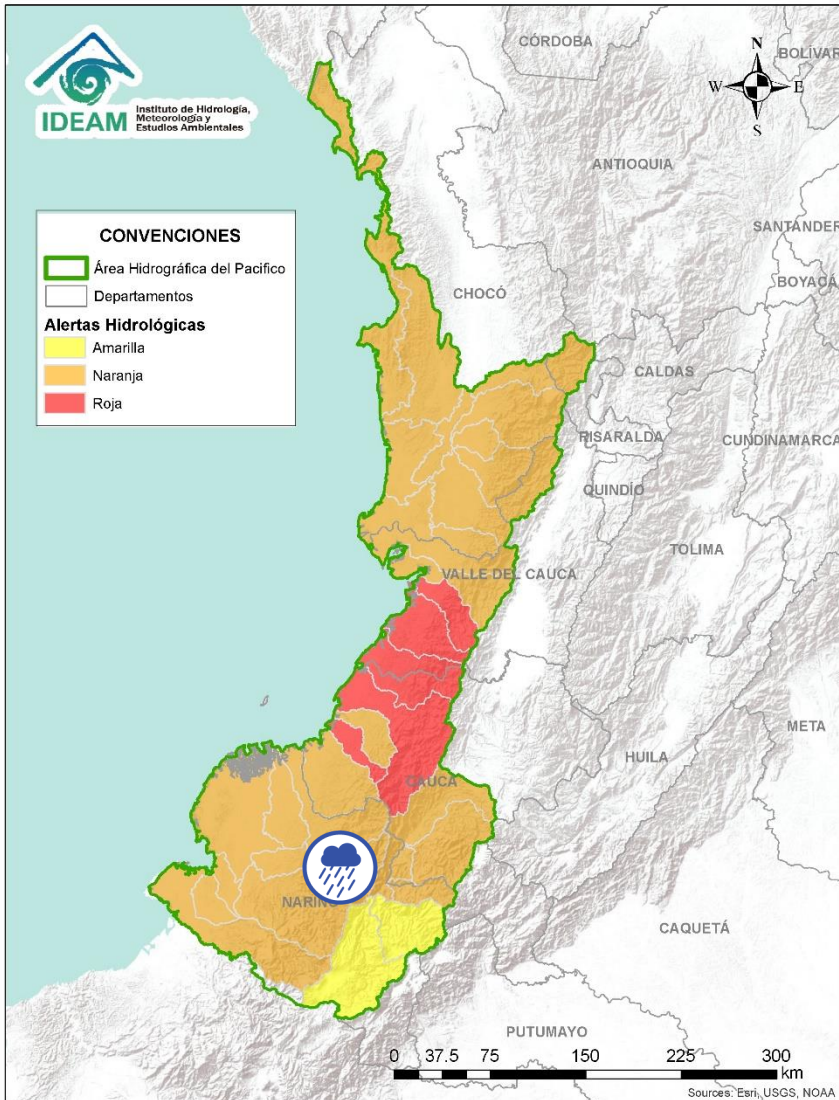 IDEAM
Instituto de Hidrología,
Meteorología y
Estudios Ambientales
CÓRDOBA
BOLÍVAR
N
W
E
S
ANTIOQUIA
SANTANDER
BOYACÁ
CONVENCIONES
Área Hidrográfica del Pacifico
Departamentos
Alertas Hidrológicas
Amarilla
Naranja
Roja
CHOCÓ
CALDAS
RISARALDA
CUNDINAMARCA
QUINDÍO
TOLIMA
VALLE DEL CAUCA
META
HUILA
CAUCA
NARIÑO
CAQUETÁ
PUTUMAYO
0 37.5 75 150 225 300
km
Sources: Esri, USGS, NOAA